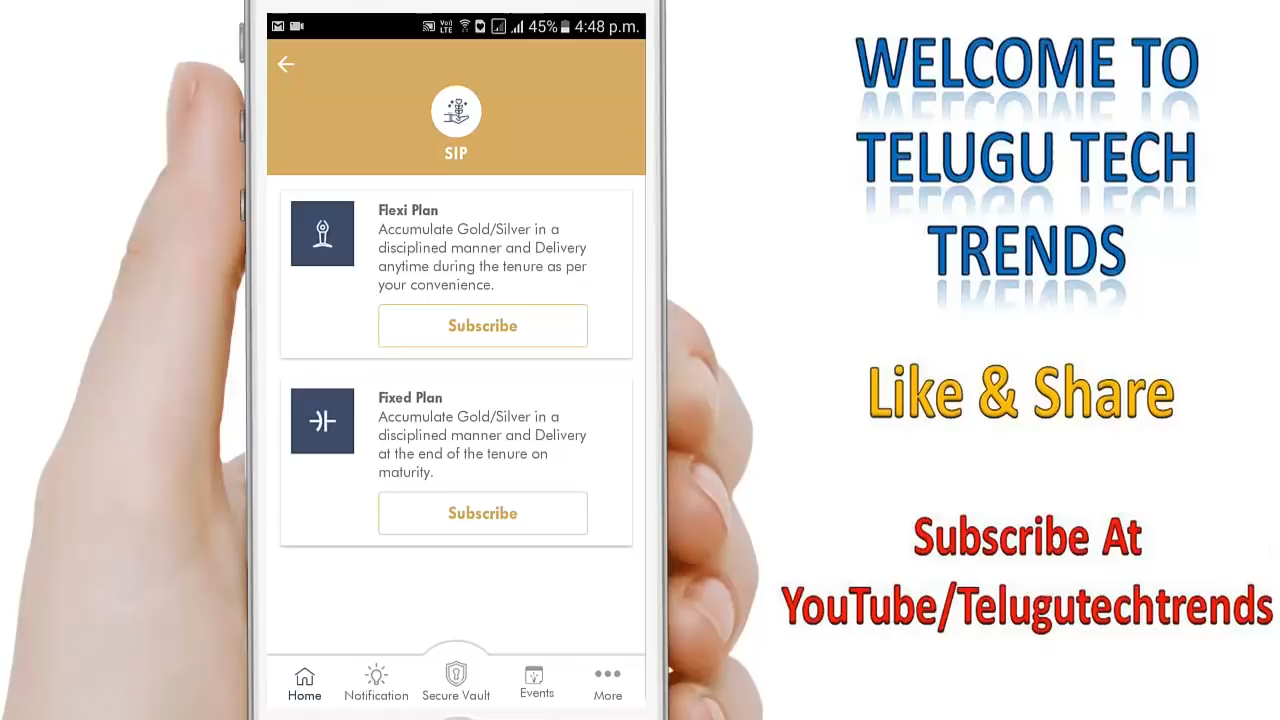 Vo) LTE 45% 4:48 p.m.
SIP
Flexi Plan
Accumulate Gold/Silver in a
disciplined manner and Delivery
anytime during the tenure as per
your convenience.
Subscribe
Fixed Plan
Accumulate Gold/Silver in a
disciplined manner and Delivery
at the end of the tenure on
maturity.
Subscribe
Home Notification Secure Vault Events More
WELCOME TO
TELUGU TECH
TRENDS
Like & Share
Subscribe At
YouTube/Telugutechtrends